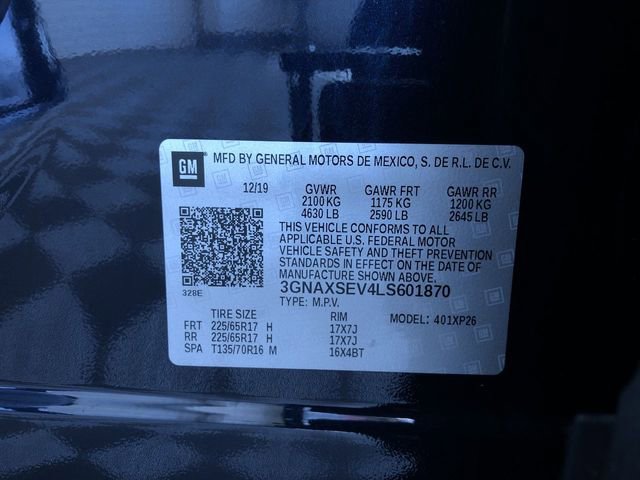 GM MFD BY GENERAL MOTORS DE MEXICO, S. DE R.L. DE C.V.
12/19 GVWR GAWR FRT GAWR RR
2100 KG 1175 KG 1200 KG
4630 LB 2590 LB 2645 LB
THIS VEHICLE CONFORMS TO ALL
APPLICABLE U.S. FEDERAL MOTOR
VEHICLE SAFETY AND THEFT PREVENTION
STANDARDS IN EFFECT ON THE DATE OF
MANUFACTURE SHOWN ABOVE.
328E
3GNAXSEV4LS601870
TYPE: M.P.V.
TIRE SIZE RIM MODEL: 401XP26
FRT 225/65R17 H 17X7J
RR 225/65R17 H 17X7J
SPA T135/70R16 M 16X4BT